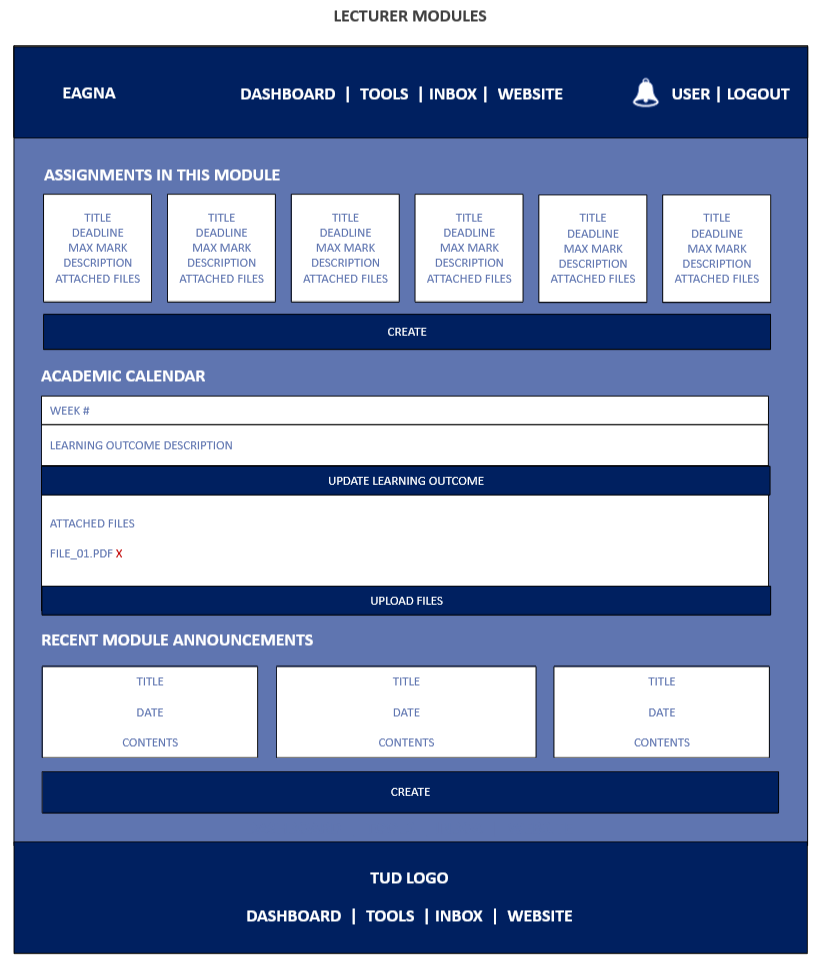 LECTURER MODULES
EAGNA
DASHBOARD | TOOLS | INBOX | WEBSITE
USER | LOGOUT
ASSIGNMENTS IN THIS MODULE
TITLE
DEADLINE
MAX MARK
DESCRIPTION
ATTACHED FILES
TITLE
DEADLINE
MAX MARK
DESCRIPTION
ATTACHED FILES
TITLE
DEADLINE
MAX MARK
DESCRIPTION
ATTACHED FILES
TITLE
DEADLINE
MAX MARK
DESCRIPTION
ATTACHED FILES
TITLE
DEADLINE
MAX MARK
DESCRIPTION
ATTACHED FILES
TITLE
DEADLINE
MAX MARK
DESCRIPTION
ATTACHED FILES
CREATE
ACADEMIC CALENDAR
WEEK #
LEARNING OUTCOME DESCRIPTION
UPDATE LEARNING OUTCOME
ATTACHED FILES
FILE_01.PDF X
UPLOAD FILES
RECENT MODULE ANNOUNCEMENTS
TITLE
DATE
CONTENTS
TITLE
DATE
CONTENTS
TITLE
DATE
CONTENTS
CREATE
TUD LOGO
DASHBOARD | TOOLS | INBOX | WEBSITE